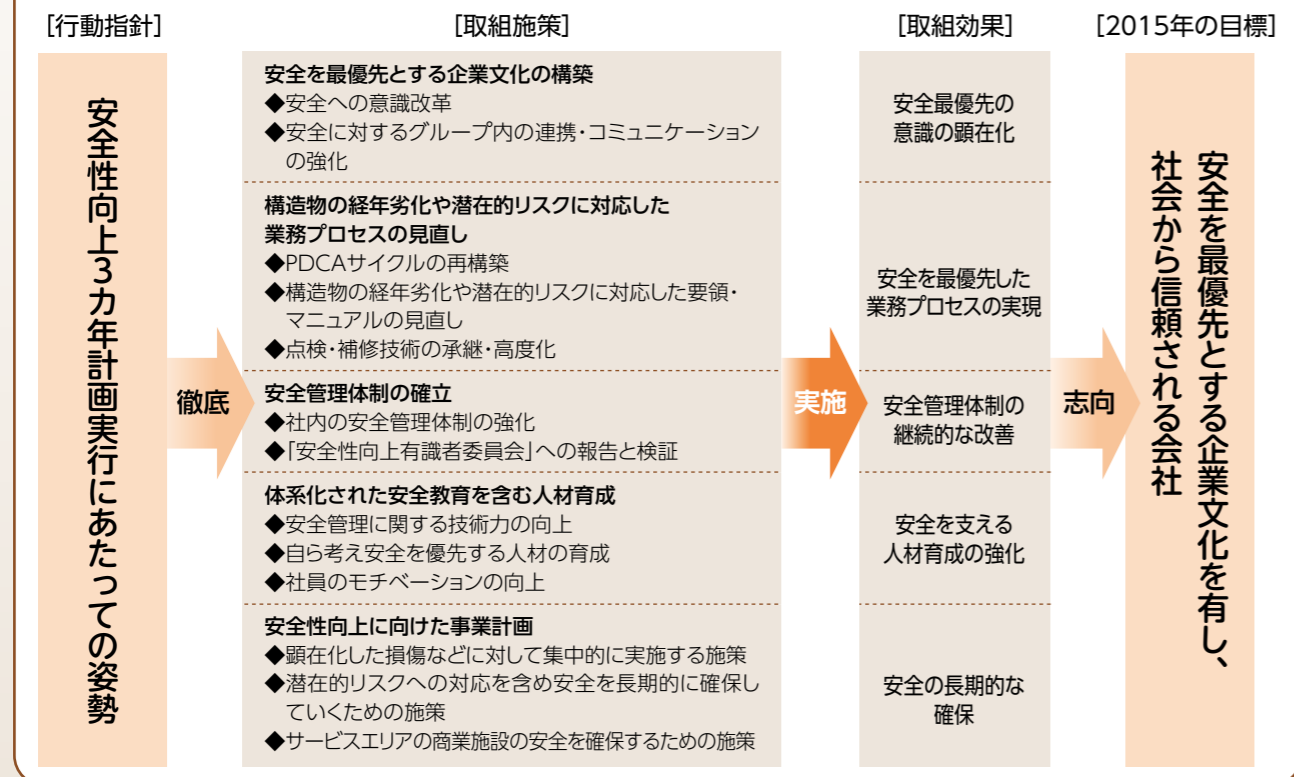 [行動指針]
[取組施策]
[取組効果]
[2015年の目標]
安全性向上3カ年計画実行にあたっての姿勢
徹底
安全を最優先とする企業文化の構築
◆安全への意識改革
◆安全に対するグループ内の連携・コミュニケーション
の強化
構造物の経年劣化や潜在的リスクに対応した
業務プロセスの見直し
◆PDCAサイクルの再構築
◆構造物の経年劣化や潜在的リスクに対応した要領・
マニュアルの見直し
◆点検・補修技術の承継・高度化
安全管理体制の確立
◆社内の安全管理体制の強化
◆「安全性向上有識者委員会」への報告と検証
体系化された安全教育を含む人材育成
◆安全管理に関する技術力の向上
◆自ら考え安全を優先する人材の育成
◆社員のモチベーションの向上
安全性向上に向けた事業計画
◆顕在化した損傷などに対して集中的に実施する施策
◆潜在的リスクへの対応を含め安全を長期的に確保し
ていくための施策
◆サービスエリアの商業施設の安全を確保するための施策
実施
安全最優先の
意識の顕在化
安全を最優先した
業務プロセスの実現
安全管理体制の
継続的な改善
安全を支える
人材育成の強化
安全の長期的な
確保
志向
安全を最優先とする企業文化を有し、
社会から信頼される会社